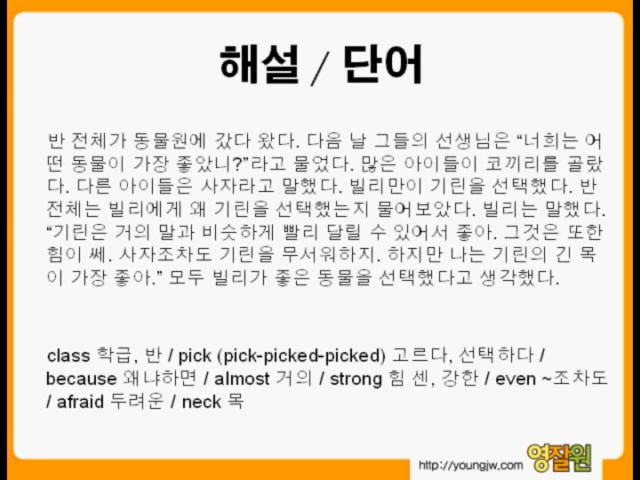 해설 / 단어
반 전체가 동물원에 갔다 왔다. 다음 날 그들의 선생님은 “너희는 어
떤 동물이 가장 좋았니?”라고 물었다. 많은 아이들이 코끼리를 골랐
다. 다른 아이들은 사자라고 말했다. 빌리만이 기린을 선택했다. 반
전체는 빌리에게 왜 기린을 선택했는지 물어보았다. 빌리는 말했다.
“기린은 거의 말과 비슷하게 빨리 달릴 수 있어서 좋아. 그것은 또한
힘이 쎄. 사자조차도 기린을 무서워하지. 하지만 나는 기린의 긴 목
이 가장 좋아.” 모두 빌리가 좋은 동물을 선택했다고 생각했다.
class 학급, 반 / pick (pick-picked-picked) 고르다, 선택하다 /
because 왜냐하면 / almost 거의 / strong 힘 센, 강한 / even ~조차도
/ afraid 두려운 / neck 목
http://youngjw.com 영잘원